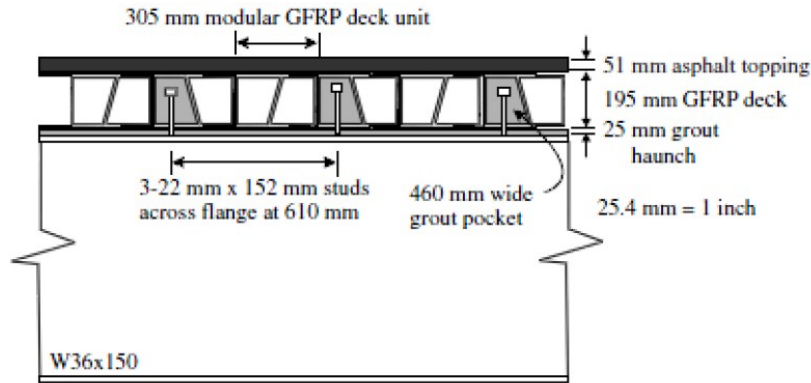 305 mm modular GFRP deck unit
51 mm asphalt topping
195 mm GFRP deck
25 mm grout
haunch
3-22 mm x 152 mm studs
across flange at 610 mm
460 mm wide
grout pocket
25.4 mm = 1 inch
W36x150